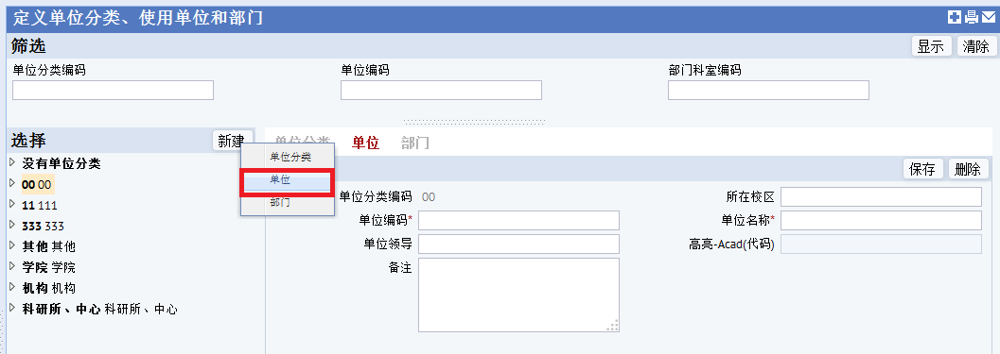 定义单位分类、使用单位和部门
筛选
显示
清除
单位分类编码
单位编码
部门科室编码
选择
新建
单位分类
单位
部门
没有单位分类
00 00
11 111
333 333
其他 其他
学院 学院
机构 机构
科研所、中心 科研所、中心
单位分类
单位
部门
保存
删除
单位分类编码 00
所在校区
单位编码*
单位名称*
单位领导
高亮-Acad(代码)
备注